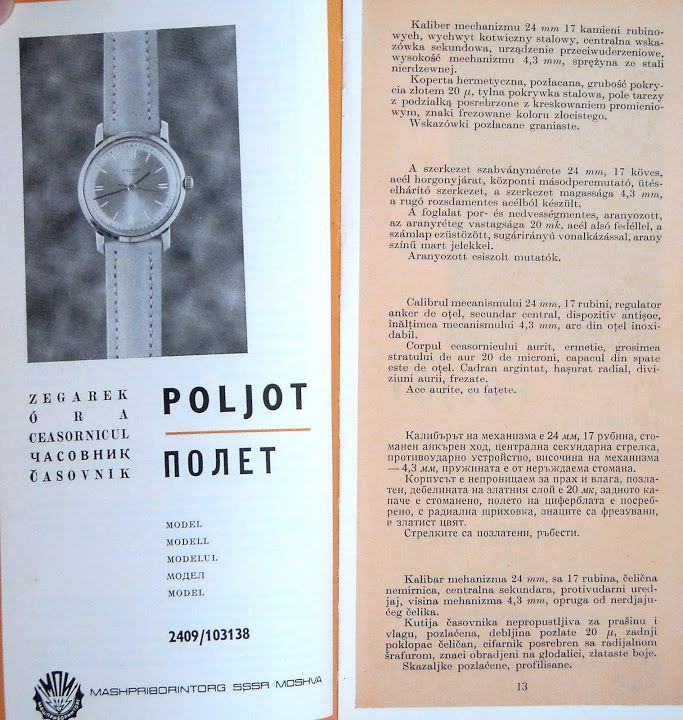 ZEGAREK
ÓRA
CEASORNICUL
ЧАСОВНИК
ČASOVNIK
POLJOT
ПОЛЕТ
MODEL
MODELL
MODELUL
МОДЕЛ
MODEL
2409/103138
MASHPRIBORINTORG SSSR MOSHVA
Kaliber mechanizmu 24 mm 17 kamieni rubino-
wych, wychwyt kotwiczny stalowy, centralna wska-
zówka sekundowa, urządzenie przeciwuderzeniowe,
wysokość mechanizmu 4,3 mm, sprężyna ze stali
nierdzewnej.
Koperta hermetyczna, pozłacana, grubość pokry-
cia złotem 20 μ, tylna pokrywka stalowa, pole tarczy
z podziałką posrebrzone z kreskowaniem promienio-
wym, znaki frezowane koloru złocistego.
Wskazówki pozłacane graniaste.
A szerkezet szabványmérete 24 mm, 17 köves,
acél horgonyjárat, központi másodpercmutató, ütés-
elhárító szerkezet, a szerkezet magassága 4,3 mm,
a rugó rozsdamentes acélból készült.
A foglalat por- és nedvességmentes, aranyozott,
az aranyréteg vastagsága 20 mk, acél alsó fedéllel, a
számlap ezüstözött, sugárirányú vonalkázással, arany
színű mart jelekkel.
Aranyozott csiszolt mutatók.
Calibrul mecanismului 24 mm, 17 rubini, regulator
anker de oțel, secundar central, dispozitiv antișoc,
înălțimea mecanismului 4,3 mm, arc din oțel inoxi-
dabil.
Corpul ceasornicului aurit, ermetic, grosimea
stratului de aur 20 de microni, capacul din spate
este de oțel. Cadran argintat, hașurat radial, divi-
ziuni aurii, frezate.
Ace aurite, cu fațete.
Калибърът на механизма е 24 мм, 17 рубина, сто-
манен анкърен ход, централна секундарна стрелка,
противоударно устройство, височина на механизма
— 4,3 мм, пружината е от неръждаема стомана.
Корпусът е непроницаем за прах и влага, позла-
тен, дебелината на златния слой е 20 мк, задното ка-
паче е стоманено, полето на циферблата е посреб-
рено, с радиална щриховка, знаците са фрезувани,
в златист цвят.
Стрелките са позлатени, ръбести.
Kalibar mehanizma 24 mm, sa 17 rubina, čelična
nemirnica, centralna sekundara, protivudarni ured-
jaj, visina mehanizma 4,3 mm, opruga od nerdjaju-
ćeg čelika.
Kutija časovnika nepropustljiva za prašinu i
vlagu, pozlaćena, debljina pozlate 20 μ, zadnji
poklopac čeličan, cifarnik posrebren sa radijalnom
šrafurom, znaci obradjeni na glodalici, zlataste boje.
Skazaljke pozlaćene, profilisane.
13